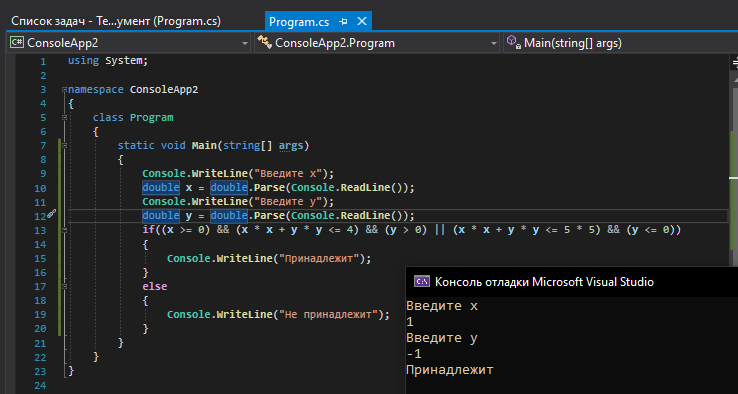 Список задач - Те...умент (Program.cs)
Program.cs
C# ConsoleApp2
ConsoleApp2.Program
Main(string[] args)
1 using System;
2
3 namespace ConsoleApp2
4 {
5 class Program
6 {
7 static void Main(string[] args)
8 {
9 Console.WriteLine("Введите x");
10 double x = double.Parse(Console.ReadLine());
11 Console.WriteLine("Введите y");
12 double y = double.Parse(Console.ReadLine());
13 if((x >= 0) && (x * x + y * y <= 4) && (y > 0) || (x * x + y * y <= 5 * 5) && (y <= 0))
14 {
15 Console.WriteLine("Принадлежит");
16 }
17 else
18 {
19 Console.WriteLine("Не принадлежит");
20 }
21 }
22 }
23 }
24
C:\
Консоль отладки Microsoft Visual Studio
Введите x
1
Введите y
-1
Принадлежит